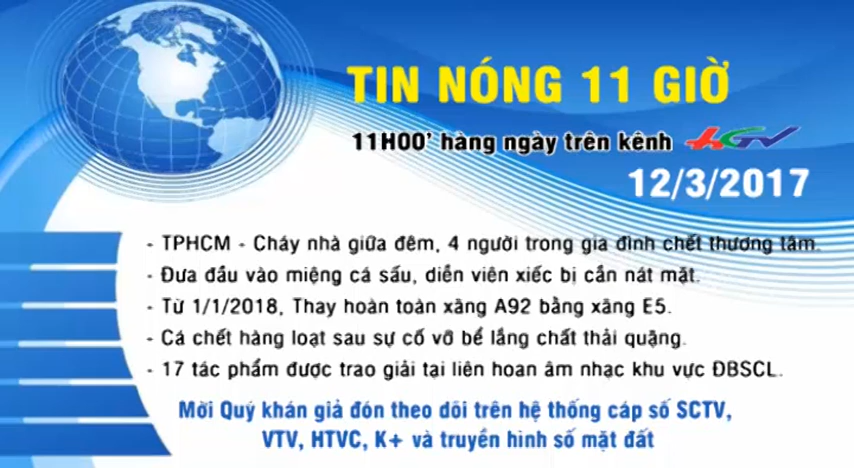 TIN NÓNG 11 GIỜ
11H00' hàng ngày trên kênh HGV
12/3/2017
- TPHCM - Cháy nhà giữa đêm, 4 người trong gia đình chết thương tâm.
- Đưa đầu vào miệng cá sấu, diễn viên xiếc bị cắn nát mặt.
- Từ 1/1/2018, Thay hoàn toàn xăng A92 bằng xăng E5.
- Cá chết hàng loạt sau sự cố vỡ bể lắng chất thải quặng.
- 17 tác phẩm được trao giải tại liên hoan âm nhạc khu vực ĐBSCL.
Mời Quý khán giả đón theo dõi trên hệ thống cáp số SCTV,
VTV, HTVC, K+ và truyền hình số mặt đất